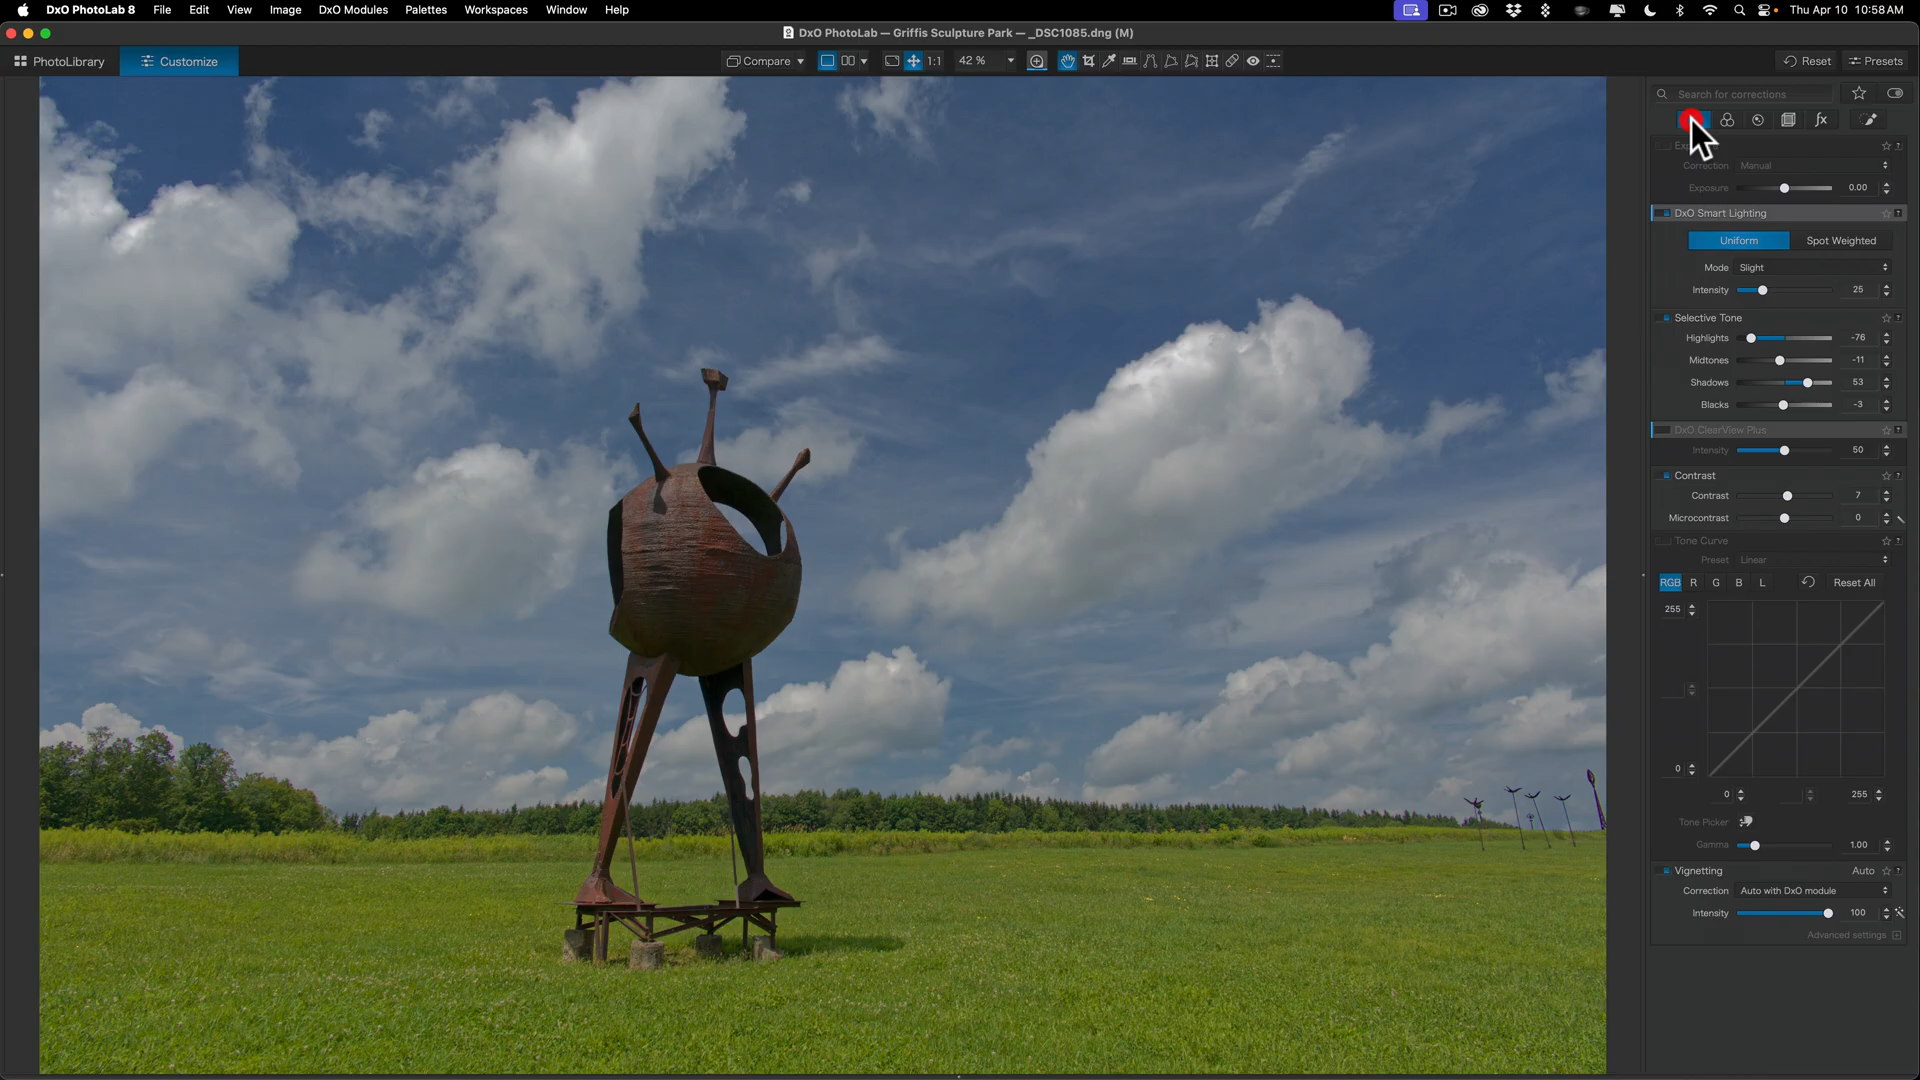 DxO PhotoLab 8 File Edit View Image DxO Modules Palettes Workspaces Window Help Thu Apr 10 10:58 AM
DxO PhotoLab — Griffis Sculpture Park — _DSC1085.dng (M)
PhotoLibrary Customize Compare 1:1 42 % Reset Presets
Search for corrections
fx
Correction Manual
Exposure 0.00
DxO Smart Lighting
Uniform Spot Weighted
Mode Slight
Intensity 25
Selective Tone
Highlights -76
Midtones -11
Shadows 53
Blacks -3
DxO ClearView Plus
Intensity 50
Contrast
Contrast 7
Microcontrast 0
Tone Curve
Preset Linear
RGB R G B L Reset All
255
0
0 255
Tone Picker
Gamma 1.00
Vignetting Auto
Correction Auto with DxO module
Intensity 100
Advanced settings